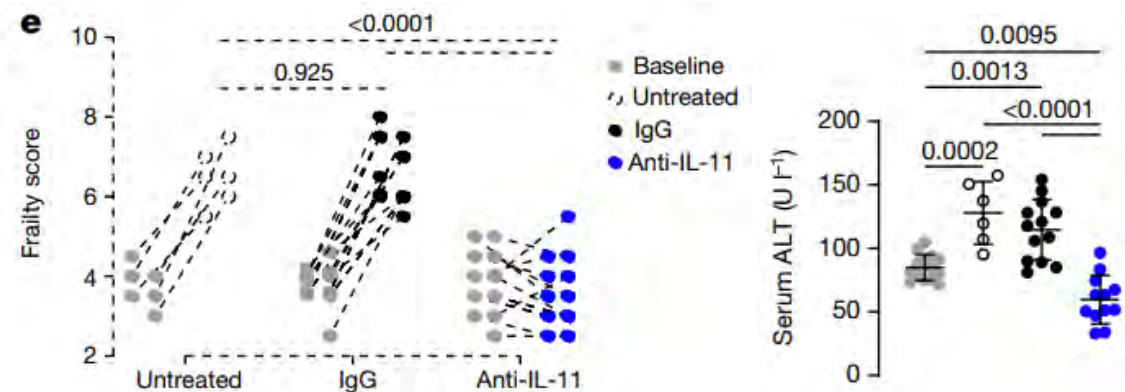 e
10
8
6
4
2
Frailty score
<0.0001
0.925
Untreated
IgG
Anti-IL-11
Baseline
Untreated
IgG
Anti-IL-11
Serum ALT (U l⁻¹)
200
150
100
50
0
0.0095
0.0013
<0.0001
0.0002